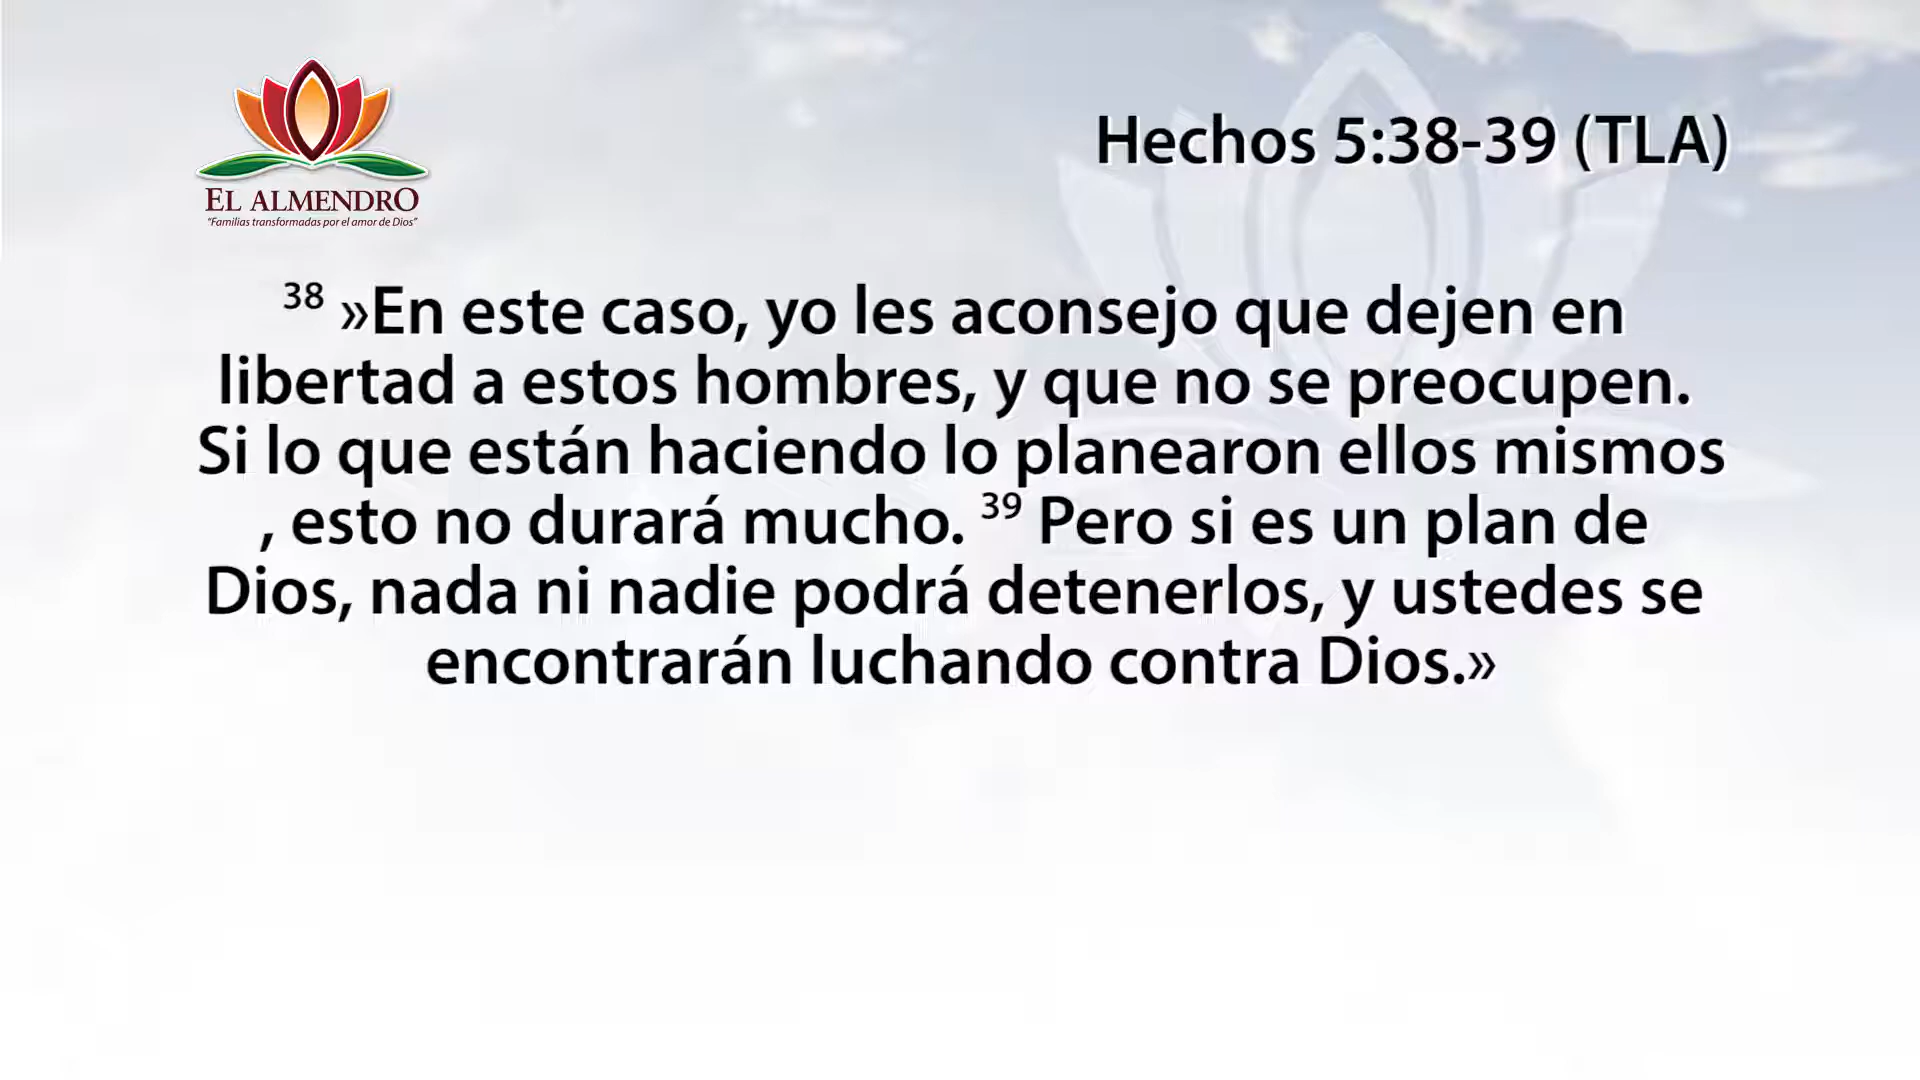 EL ALMENDRO
"Familias transformadas por el amor de Dios"
Hechos 5:38-39 (TLA)
38 »En este caso, yo les aconsejo que dejen en
libertad a estos hombres, y que no se preocupen.
Si lo que están haciendo lo planearon ellos mismos
, esto no durará mucho. 39 Pero si es un plan de
Dios, nada ni nadie podrá detenerlos, y ustedes se
encontrarán luchando contra Dios.»